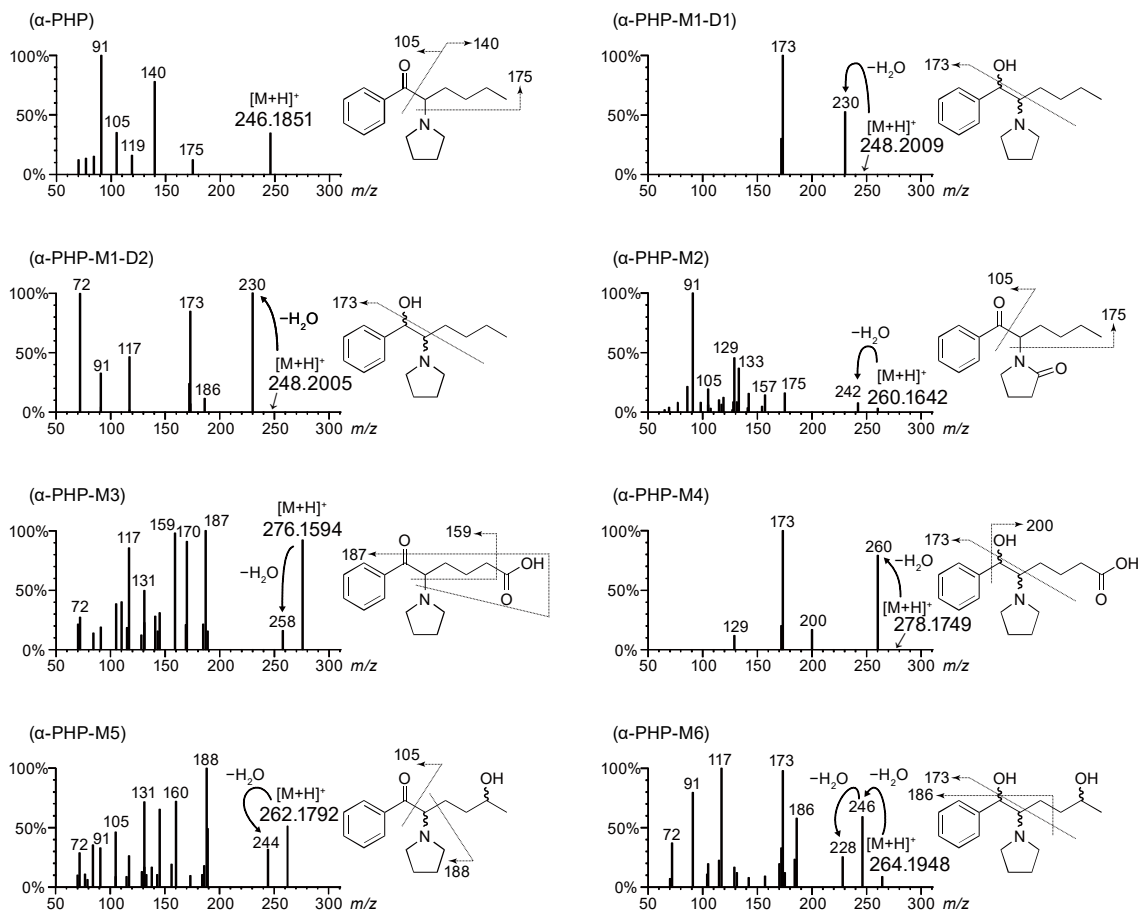 (α-PHP)
100%
50%
0%
91
105
119
140
175
[M+H]⁺
246.1851
50 100 150 200 250 300 m/z
105
140
175
O
N
(α-PHP-M1-D1)
100%
50%
0%
173
230
−H₂O
[M+H]⁺
248.2009
50 100 150 200 250 300 m/z
173
OH
N
(α-PHP-M1-D2)
100%
50%
0%
72
91
117
173
186
230
−H₂O
[M+H]⁺
248.2005
50 100 150 200 250 300 m/z
173
OH
N
(α-PHP-M2)
100%
50%
0%
91
105
129
133
157
175
242
−H₂O
[M+H]⁺
260.1642
50 100 150 200 250 300 m/z
105
175
O
N
O
(α-PHP-M3)
100%
50%
0%
72
117
131
159
170
187
258
−H₂O
[M+H]⁺
276.1594
50 100 150 200 250 300 m/z
159
187
O
OH
O
N
(α-PHP-M4)
100%
50%
0%
129
173
200
260
−H₂O
[M+H]⁺
278.1749
50 100 150 200 250 300 m/z
200
173
OH
OH
O
N
(α-PHP-M5)
100%
50%
0%
72
91
105
131
160
188
244
−H₂O
[M+H]⁺
262.1792
50 100 150 200 250 300 m/z
105
188
O
OH
N
(α-PHP-M6)
100%
50%
0%
72
91
117
173
186
228
246
−H₂O
−H₂O
[M+H]⁺
264.1948
50 100 150 200 250 300 m/z
173
186
OH
OH
N